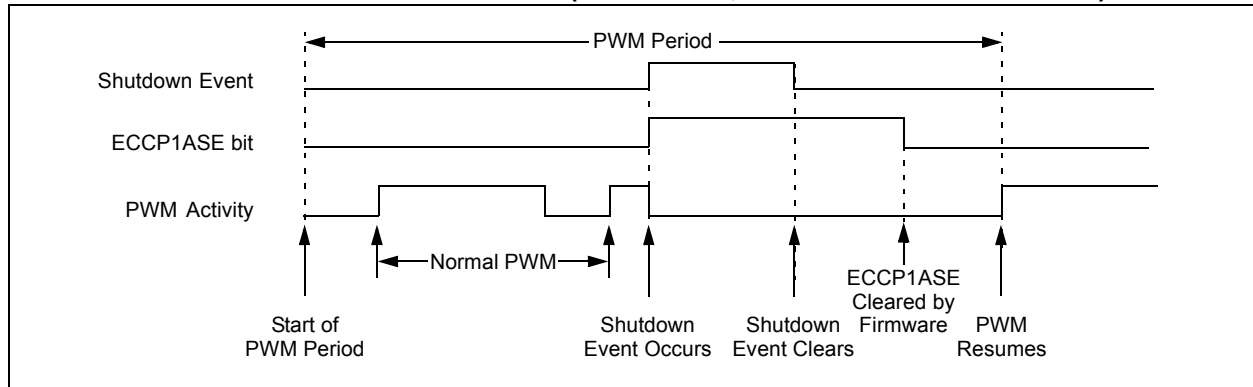 PWM Period
Shutdown Event
ECCP1ASE bit
PWM Activity
Normal PWM
Start of
PWM Period
Shutdown
Event Occurs
Shutdown
Event Clears
ECCP1ASE
Cleared by
Firmware
PWM
Resumes